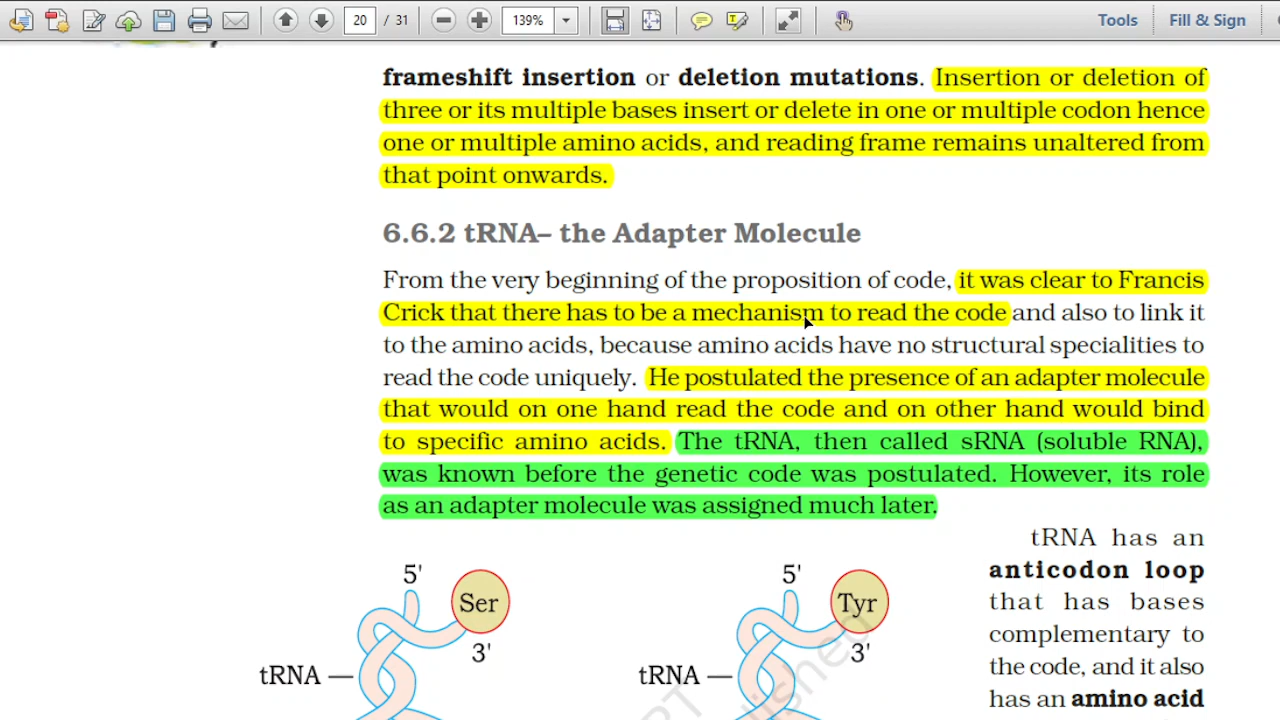 20 / 31
139%
Tools
Fill & Sign
frameshift insertion or deletion mutations. Insertion or deletion of
three or its multiple bases insert or delete in one or multiple codon hence
one or multiple amino acids, and reading frame remains unaltered from
that point onwards.
6.6.2 tRNA– the Adapter Molecule
From the very beginning of the proposition of code, it was clear to Francis
Crick that there has to be a mechanism to read the code and also to link it
to the amino acids, because amino acids have no structural specialities to
read the code uniquely. He postulated the presence of an adapter molecule
that would on one hand read the code and on other hand would bind
to specific amino acids. The tRNA, then called sRNA (soluble RNA),
was known before the genetic code was postulated. However, its role
as an adapter molecule was assigned much later.
5'
Ser
3'
tRNA
5'
Tyr
3'
tRNA
tRNA has an
anticodon loop
that has bases
complementary to
the code, and it also
has an amino acid